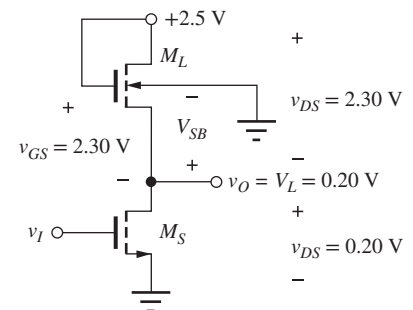 +2.5 V
+
M_L
+
−
v_DS = 2.30 V
V_SB
v_GS = 2.30 V
+
−
−
v_O = V_L = 0.20 V
+
v_I
M_S
v_DS = 0.20 V
−